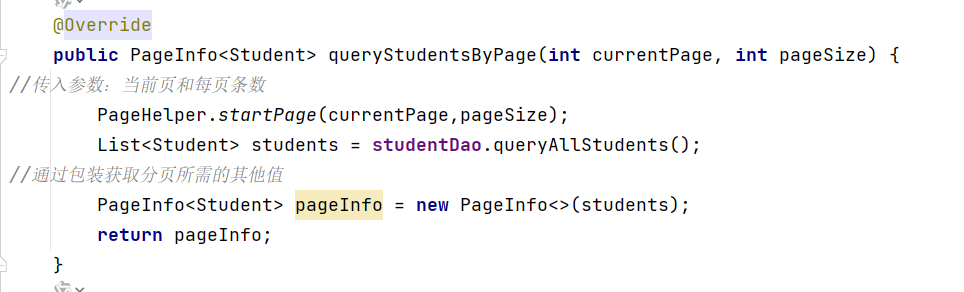 @Override
public PageInfo<Student> queryStudentsByPage(int currentPage, int pageSize) {
//传入参数：当前页和每页条数
PageHelper.startPage(currentPage,pageSize);
List<Student> students = studentDao.queryAllStudents();
//通过包装获取分页所需的其他值
PageInfo<Student> pageInfo = new PageInfo<>(students);
return pageInfo;
}